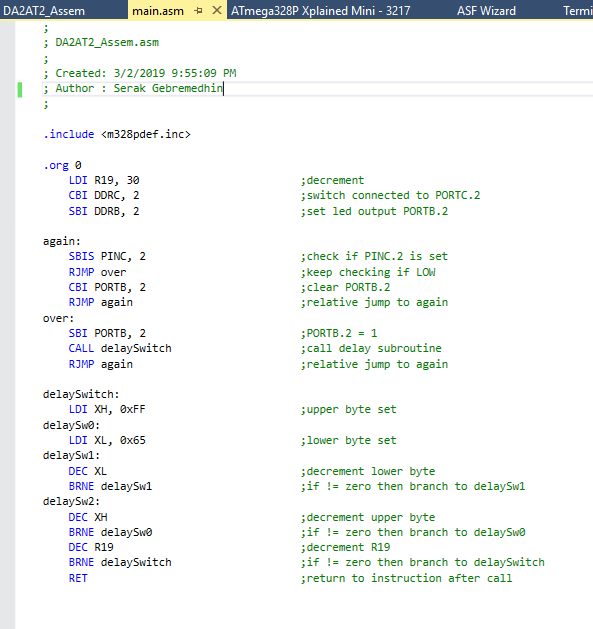 DA2AT2_Assem main.asm ATmega328P Xplained Mini - 3217 ASF Wizard Termi
;
; DA2AT2_Assem.asm
;
; Created: 3/2/2019 9:55:09 PM
; Author : Serak Gebremedhin
;
.include <m328pdef.inc>
.org 0
LDI R19, 30 ;decrement
CBI DDRC, 2 ;switch connected to PORTC.2
SBI DDRB, 2 ;set led output PORTB.2
again:
SBIS PINC, 2 ;check if PINC.2 is set
RJMP over ;keep checking if LOW
CBI PORTB, 2 ;clear PORTB.2
RJMP again ;relative jump to again
over:
SBI PORTB, 2 ;PORTB.2 = 1
CALL delaySwitch ;call delay subroutine
RJMP again ;relative jump to again
delaySwitch:
LDI XH, 0xFF ;upper byte set
delaySw0:
LDI XL, 0x65 ;lower byte set
delaySw1:
DEC XL ;decrement lower byte
BRNE delaySw1 ;if != zero then branch to delaySw1
delaySw2:
DEC XH ;decrement upper byte
BRNE delaySw0 ;if != zero then branch to delaySw0
DEC R19 ;decrement R19
BRNE delaySwitch ;if != zero then branch to delaySwitch
RET ;return to instruction after call